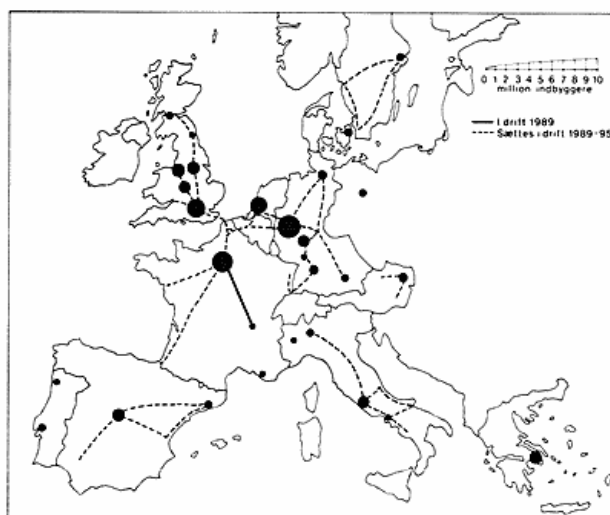 0 1 2 3 4 5 6 7 8 9 10
million indbyggere
I drift 1989
Sættes i drift 1989-95